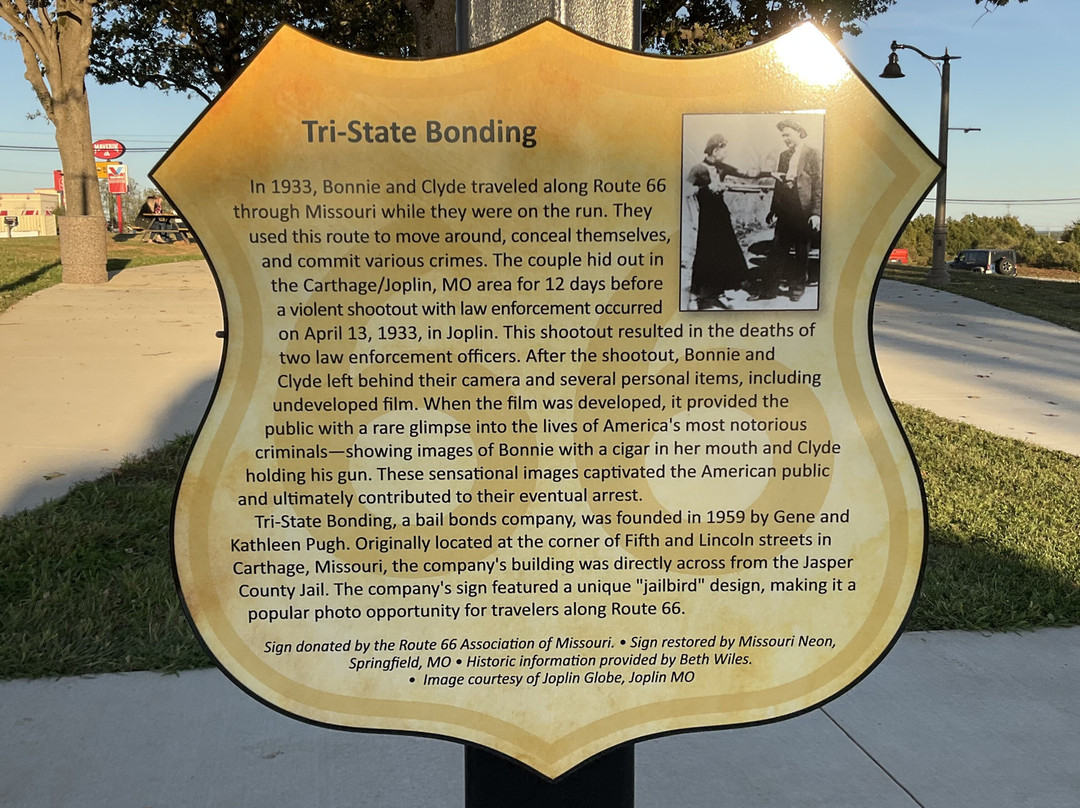 Tri-State Bonding
In 1933, Bonnie and Clyde traveled along Route 66
through Missouri while they were on the run. They
used this route to move around, conceal themselves,
and commit various crimes. The couple hid out in
the Carthage/Joplin, MO area for 12 days before
a violent shootout with law enforcement occurred
on April 13, 1933, in Joplin. This shootout resulted in the deaths of
two law enforcement officers. After the shootout, Bonnie and
Clyde left behind their camera and several personal items, including
undeveloped film. When the film was developed, it provided the
public with a rare glimpse into the lives of America's most notorious
criminals—showing images of Bonnie with a cigar in her mouth and Clyde
holding his gun. These sensational images captivated the American public
and ultimately contributed to their eventual arrest.
Tri-State Bonding, a bail bonds company, was founded in 1959 by Gene and
Kathleen Pugh. Originally located at the corner of Fifth and Lincoln streets in
Carthage, Missouri, the company's building was directly across from the Jasper
County Jail. The company's sign featured a unique "jailbird" design, making it a
popular photo opportunity for travelers along Route 66.
Sign donated by the Route 66 Association of Missouri. • Sign restored by Missouri Neon,
Springfield, MO • Historic information provided by Beth Wiles.
• Image courtesy of Joplin Globe, Joplin MO
66
MAVERIK